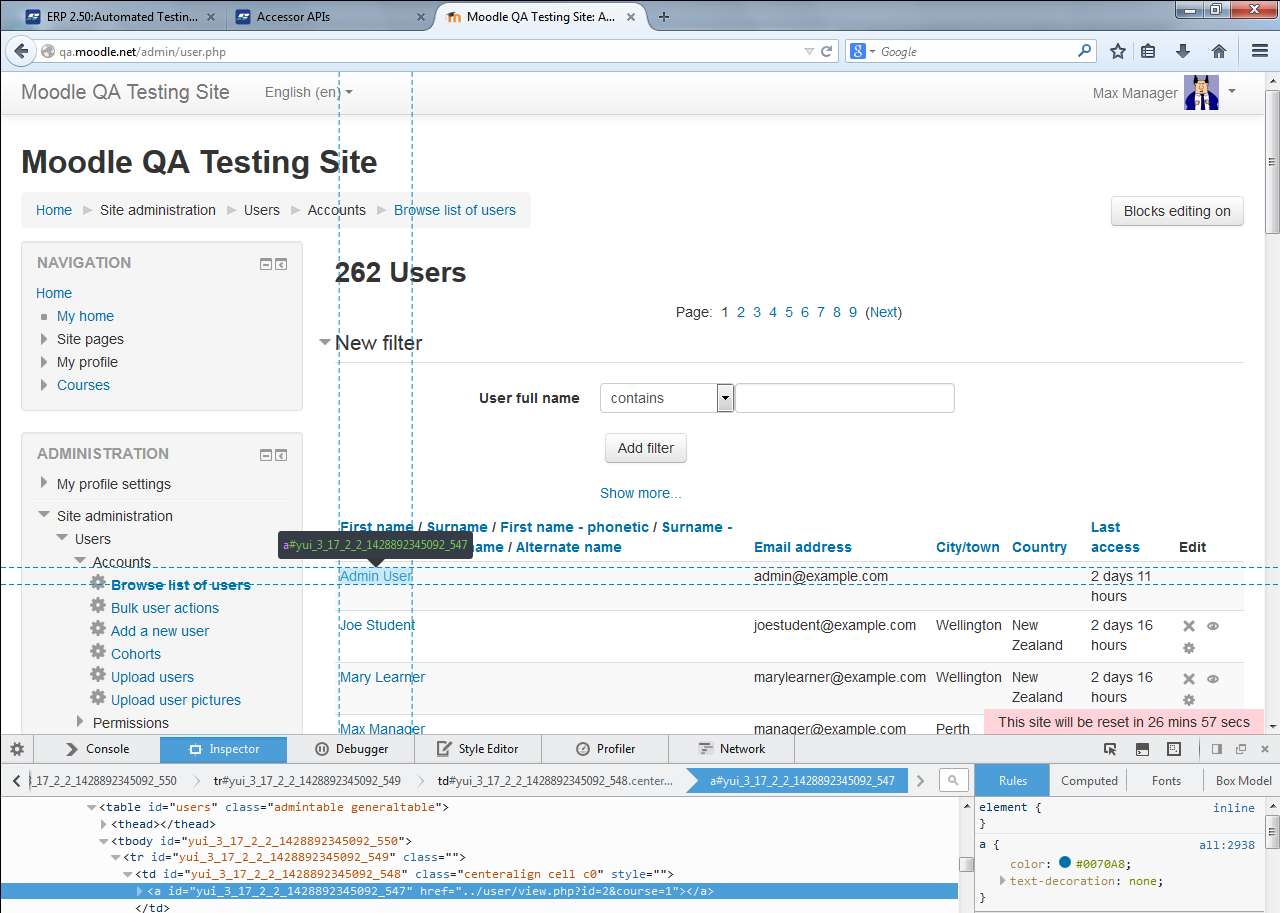 ERP 2.50:Automated Testin...
Accessor APIs
Moodle QA Testing Site: A...
qa.moodle.net/admin/user.php
Google
Moodle QA Testing Site
English (en)
Max Manager
Moodle QA Testing Site
Home Site administration Users Accounts Browse list of users
Blocks editing on
NAVIGATION
Home
My home
Site pages
My profile
Courses
ADMINISTRATION
My profile settings
Site administration
Users
Accounts
Browse list of users
Bulk user actions
Add a new user
Cohorts
Upload users
Upload user pictures
Permissions
262 Users
Page: 1 2 3 4 5 6 7 8 9 (Next)
New filter
User full name contains
Add filter
Show more...
First name / Surname / First name - phonetic / Surname -
name / Alternate name
Email address
City/town
Country
Last
access
Edit
a#yui_3_17_2_2_1428892345092_547
Admin User admin@example.com 2 days 11
hours
Joe Student joestudent@example.com Wellington New 2 days 16
Zealand hours
Mary Learner marylearner@example.com Wellington New 2 days 16
Zealand hours
Max Manager manager@example.com Perth
This site will be reset in 26 mins 57 secs
Console Inspector Debugger Style Editor Profiler Network
_17_2_2_1428892345092_550 tr#yui_3_17_2_2_1428892345092_549 td#yui_3_17_2_2_1428892345092_548.center... a#yui_3_17_2_2_1428892345092_547
Rules Computed Fonts Box Model
<table id="users" class="admintable generaltable">
<thead></thead>
<tbody id="yui_3_17_2_2_1428892345092_550">
<tr id="yui_3_17_2_2_1428892345092_549" class="">
<td id="yui_3_17_2_2_1428892345092_548" class="centeralign cell c0" style="">
<a id="yui_3_17_2_2_1428892345092_547" href="../user/view.php?id=2&course=1"></a>
</td>
element { inline
}
a { all:2938
color: #0070A8;
text-decoration: none;
}